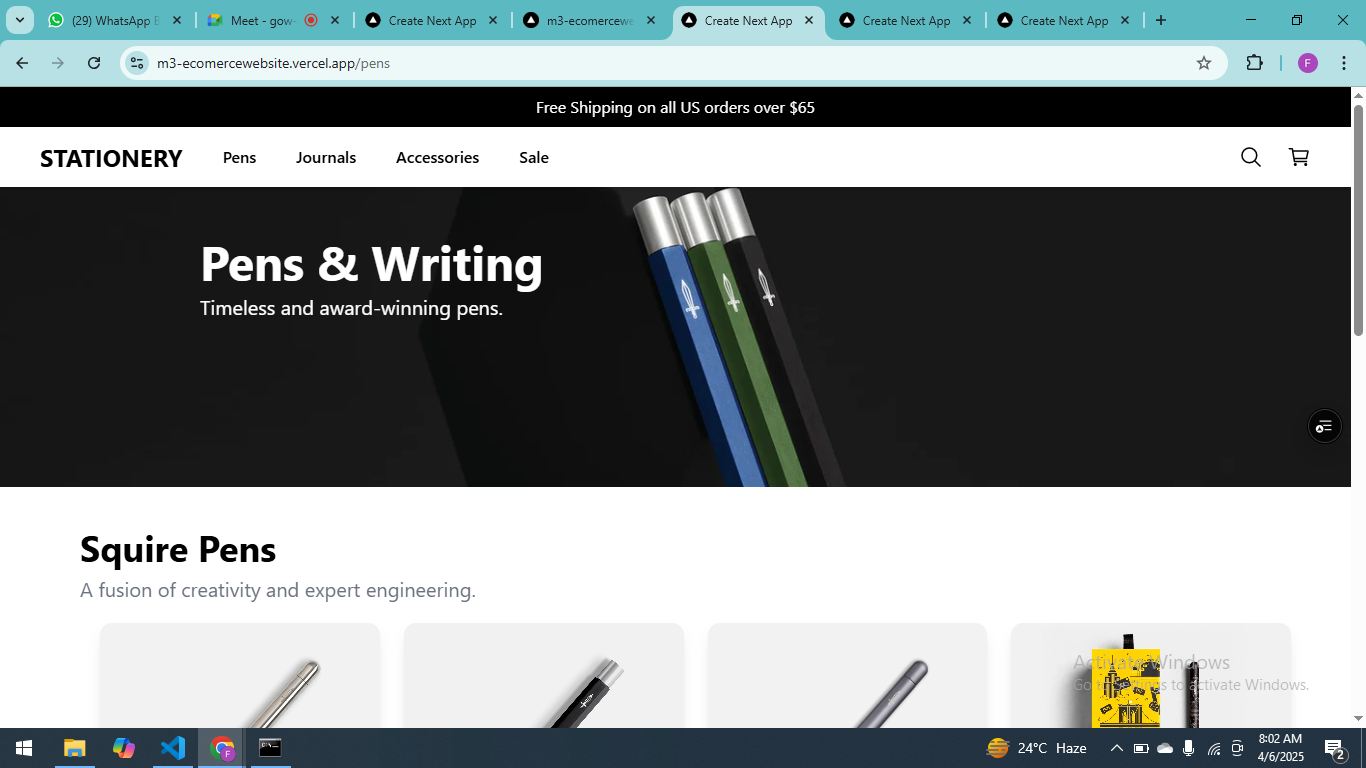 (29) WhatsApp B
Meet - gow-
Create Next App
m3-ecomercewe
Create Next App
Create Next App
Create Next App
m3-ecomercewebsite.vercel.app/pens
F
Free Shipping on all US orders over $65
STATIONERY
Pens
Journals
Accessories
Sale
Pens & Writing
Timeless and award-winning pens.
Squire Pens
A fusion of creativity and expert engineering.
Activate Windows
Go to Settings to activate Windows.
F
24°C Haze
8:02 AM
4/6/2025
2